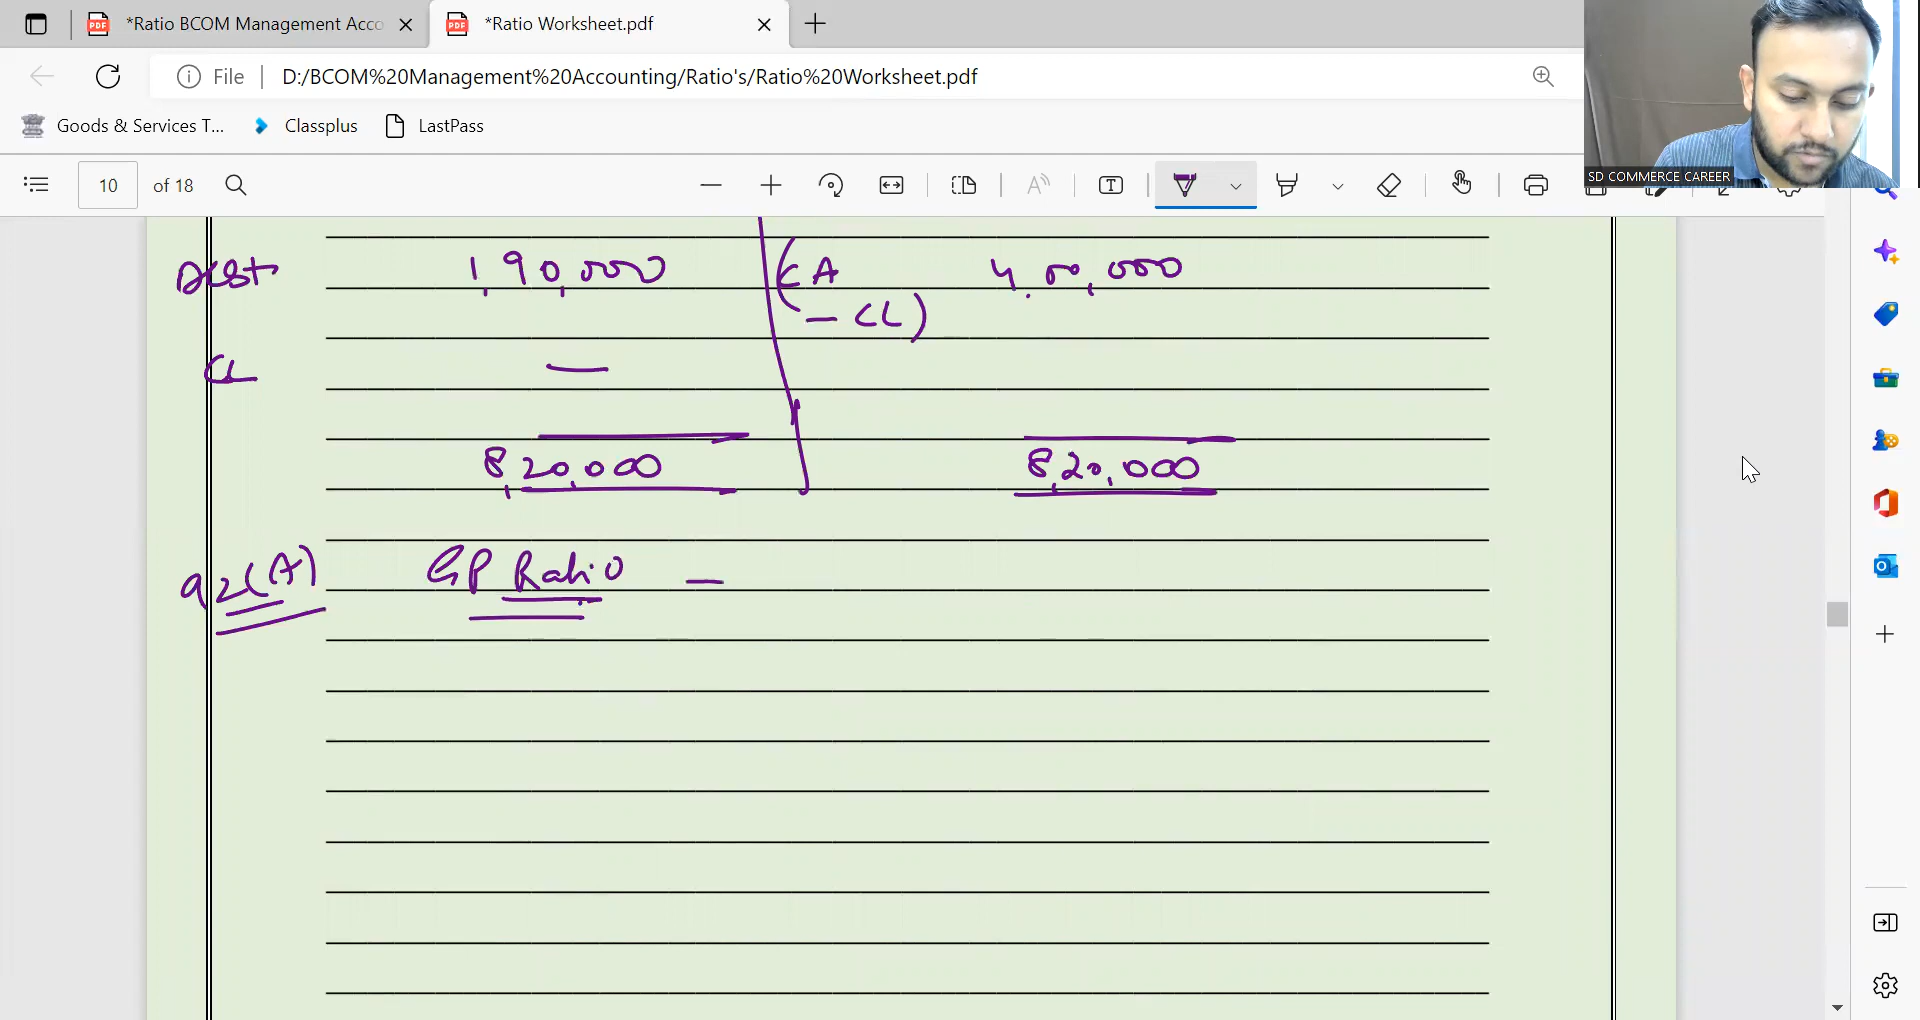 *Ratio BCOM Management Acco
*Ratio Worksheet.pdf
File D:/BCOM%20Management%20Accounting/Ratio's/Ratio%20Worksheet.pdf
Goods & Services T... Classplus LastPass
10 of 18
SD COMMERCE CAREER
Debt 1,90,000 (CA 4,00,000
— CL)
CL —
8,20,000 8,20,000
Q2(A) GP Ratio —